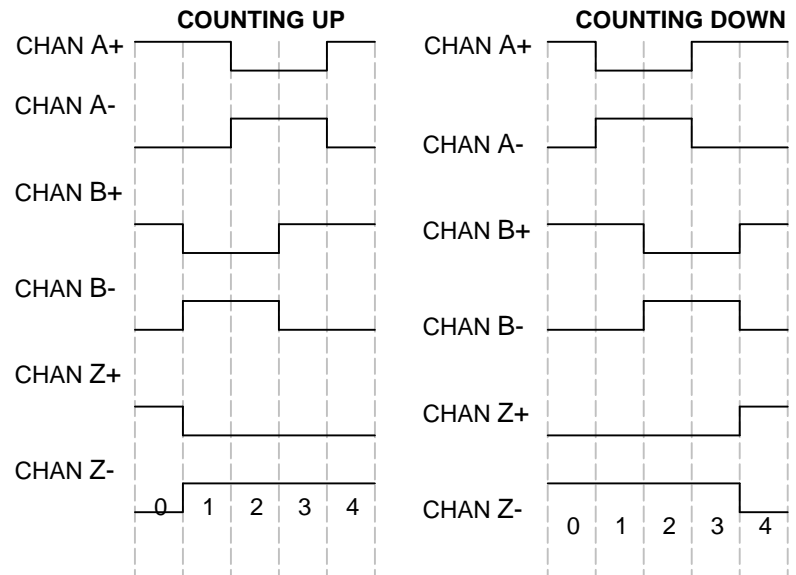 COUNTING UP
CHAN A+
CHAN A-
CHAN B+
CHAN B-
CHAN Z+
CHAN Z-
0 1 2 3 4
COUNTING DOWN
CHAN A+
CHAN A-
CHAN B+
CHAN B-
CHAN Z+
CHAN Z-
0 1 2 3 4